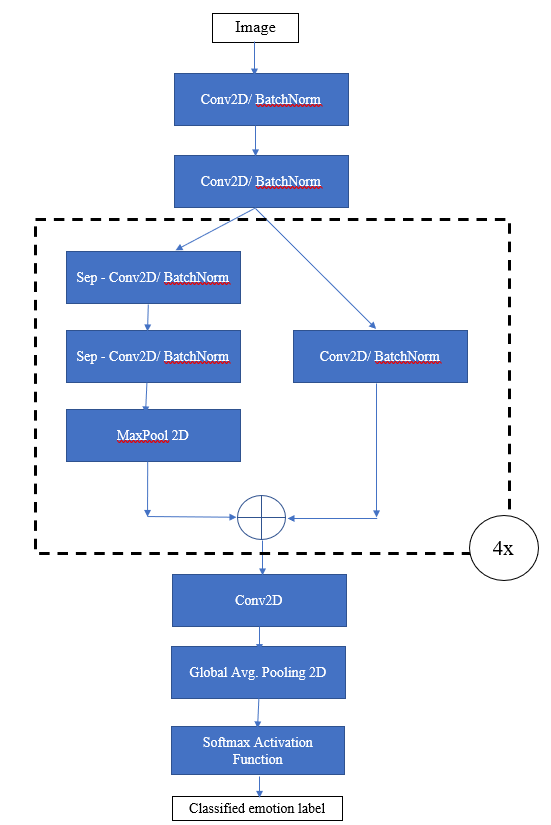 Image
Conv2D/ BatchNorm
Conv2D/ BatchNorm
Sep - Conv2D/ BatchNorm
Sep - Conv2D/ BatchNorm
Conv2D/ BatchNorm
MaxPool 2D
4x
Conv2D
Global Avg. Pooling 2D
Softmax Activation
Function
Classified emotion label